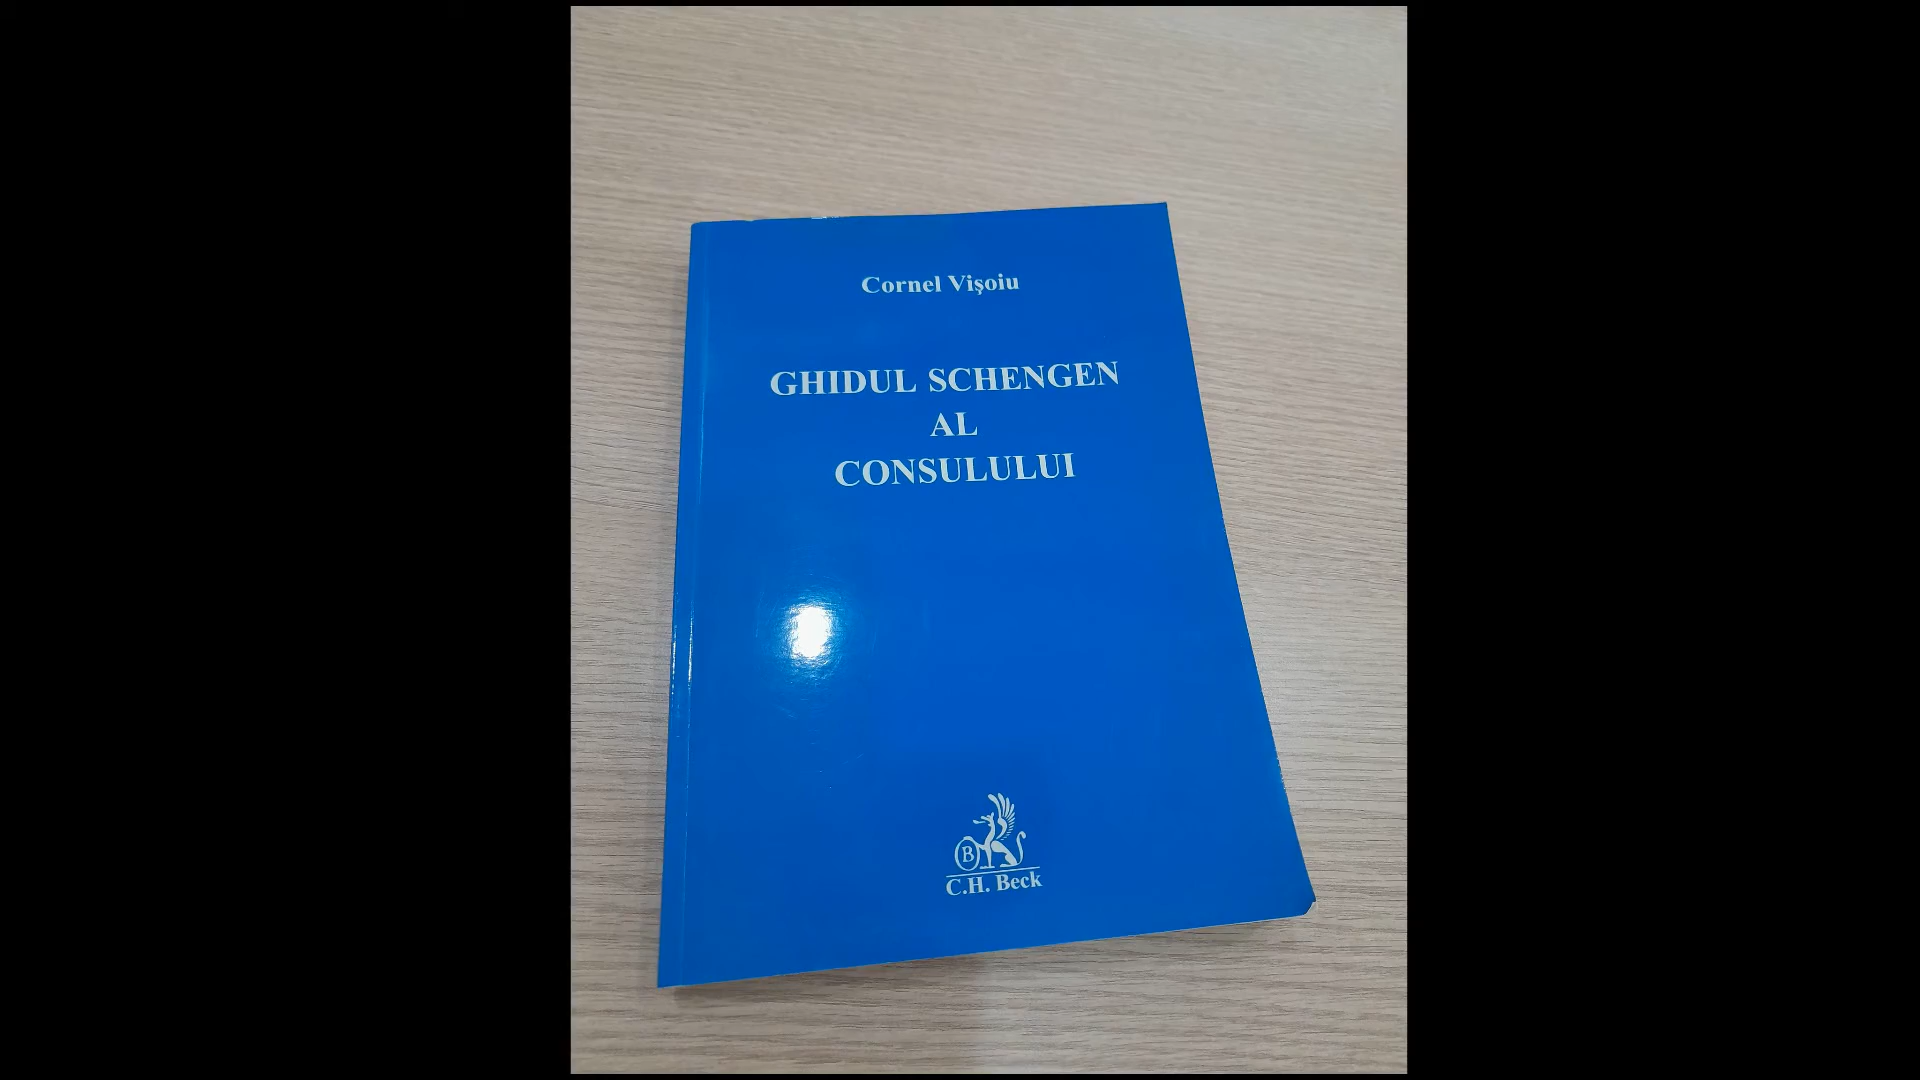 Cornel Vişoiu
GHIDUL SCHENGEN
AL
CONSULULUI
B
C.H. Beck